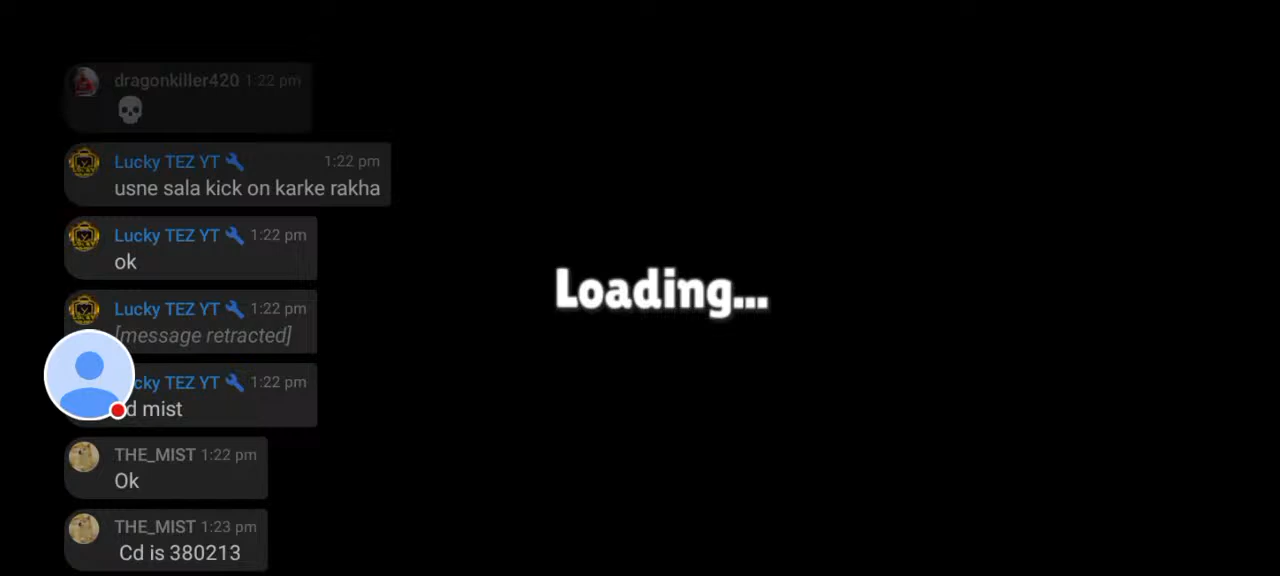 dragonkiller420 1:22 pm
💀
Lucky TEZ YT 🔧 1:22 pm
usne sala kick on karke rakha
Lucky TEZ YT 🔧 1:22 pm
ok
Lucky TEZ YT 🔧 1:22 pm
[message retracted]
TEZ YT 🔧 1:22 pm
mist
THE_MIST 1:22 pm
Ok
THE_MIST 1:23 pm
Cd is 380213
Loading...